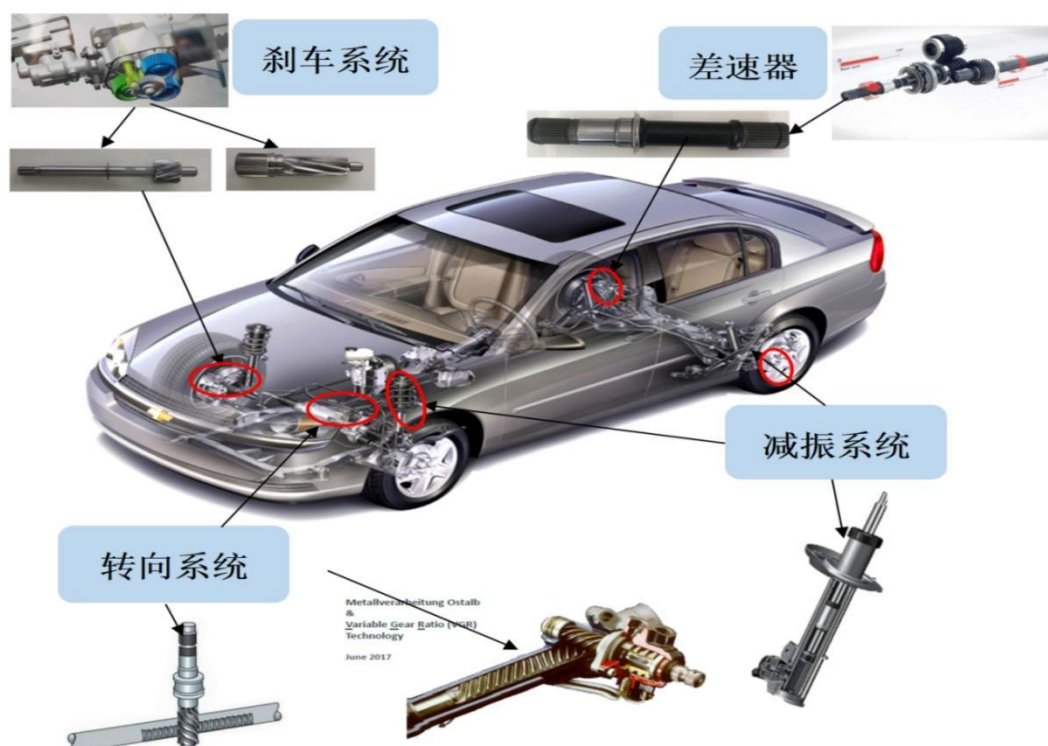 刹车系统
差速器
减振系统
转向系统
Metallverarbeitung Ostalb
&
Variable Gear Ratio (VGR)
Technology
June 2017